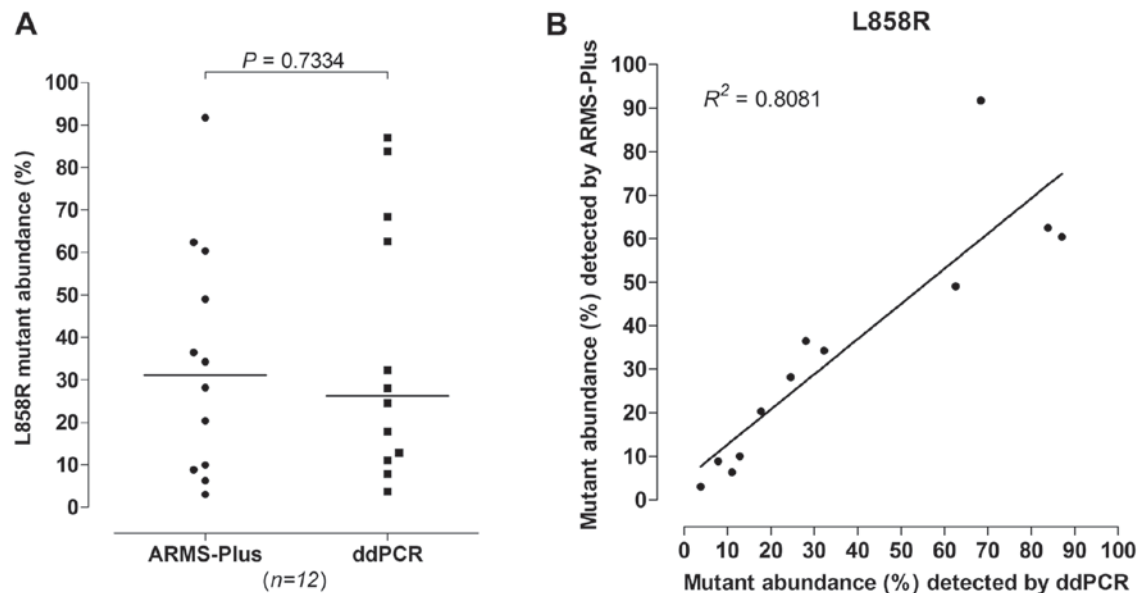 A
P = 0.7334
L858R mutant abundance (%)
100
90
80
70
60
50
40
30
20
10
0
ARMS-Plus ddPCR
(n=12)
B
L858R
R² = 0.8081
Mutant abundance (%) detected by ARMS-Plus
100
90
80
70
60
50
40
30
20
10
0
0 10 20 30 40 50 60 70 80 90 100
Mutant abundance (%) detected by ddPCR